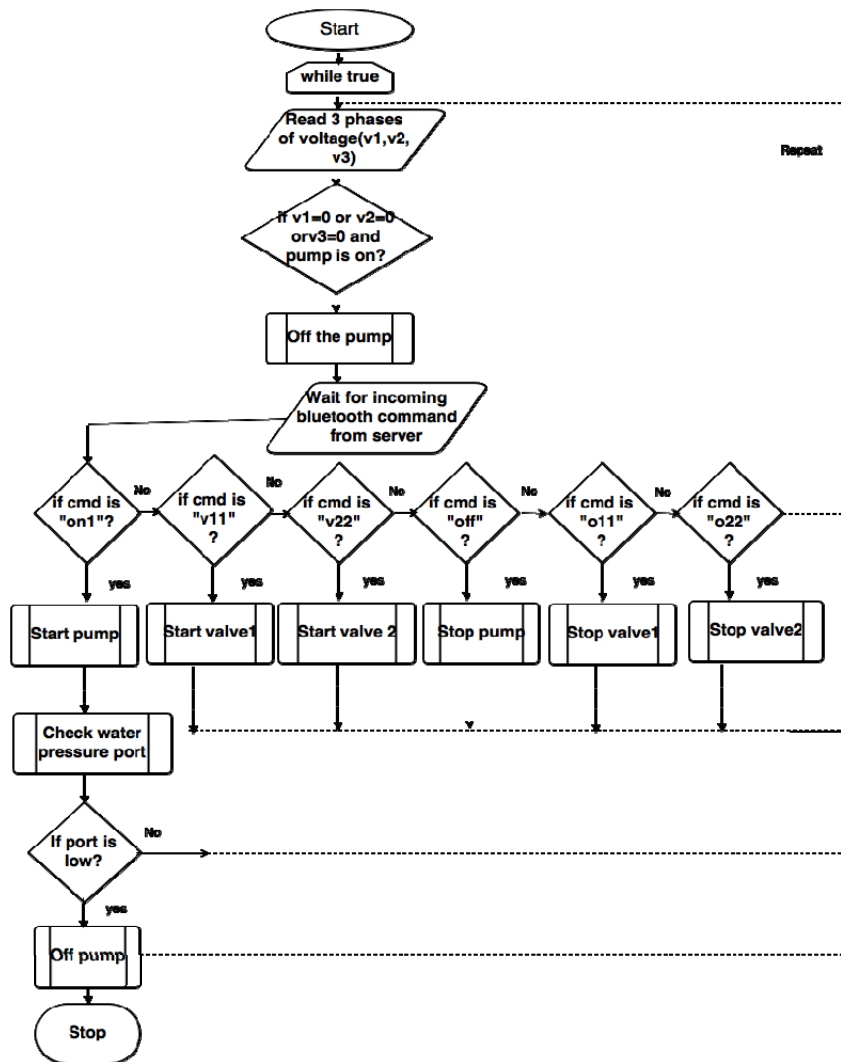 Start
while true
Read 3 phases
of voltage(v1,v2,
v3)
Repeat
if v1=0 or v2=0
orv3=0 and
pump is on?
Off the pump
Wait for incoming
bluetooth command
from server
if cmd is
"on1"?
No
if cmd is
"v11"
?
No
if cmd is
"v22"
?
No
if cmd is
"off"
?
No
if cmd is
"o11"
?
No
if cmd is
"o22"
?
yes
yes
yes
yes
yes
yes
Start pump
Start valve1
Start valve 2
Stop pump
Stop valve1
Stop valve2
Check water
pressure port
If port is
low?
No
yes
Off pump
Stop